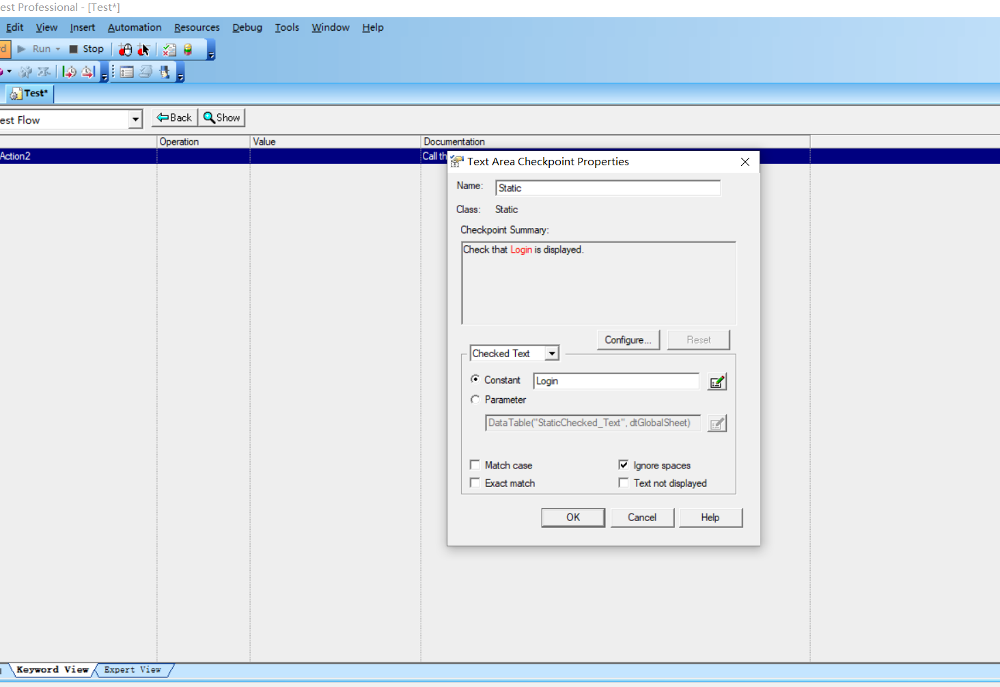 est Professional - [Test*]
Edit View Insert Automation Resources Debug Tools Window Help
d Run Stop
Test*
est Flow Back Show
Operation Value Documentation
Action2 Call th
Text Area Checkpoint Properties
Name: Static
Class: Static
Checkpoint Summary:
Check that Login is displayed.
Configure... Reset
Checked Text
Constant Login
Parameter
DataTable("StaticChecked_Text", dtGlobalSheet)
Match case Ignore spaces
Exact match Text not displayed
OK Cancel Help
Keyword View Expert View